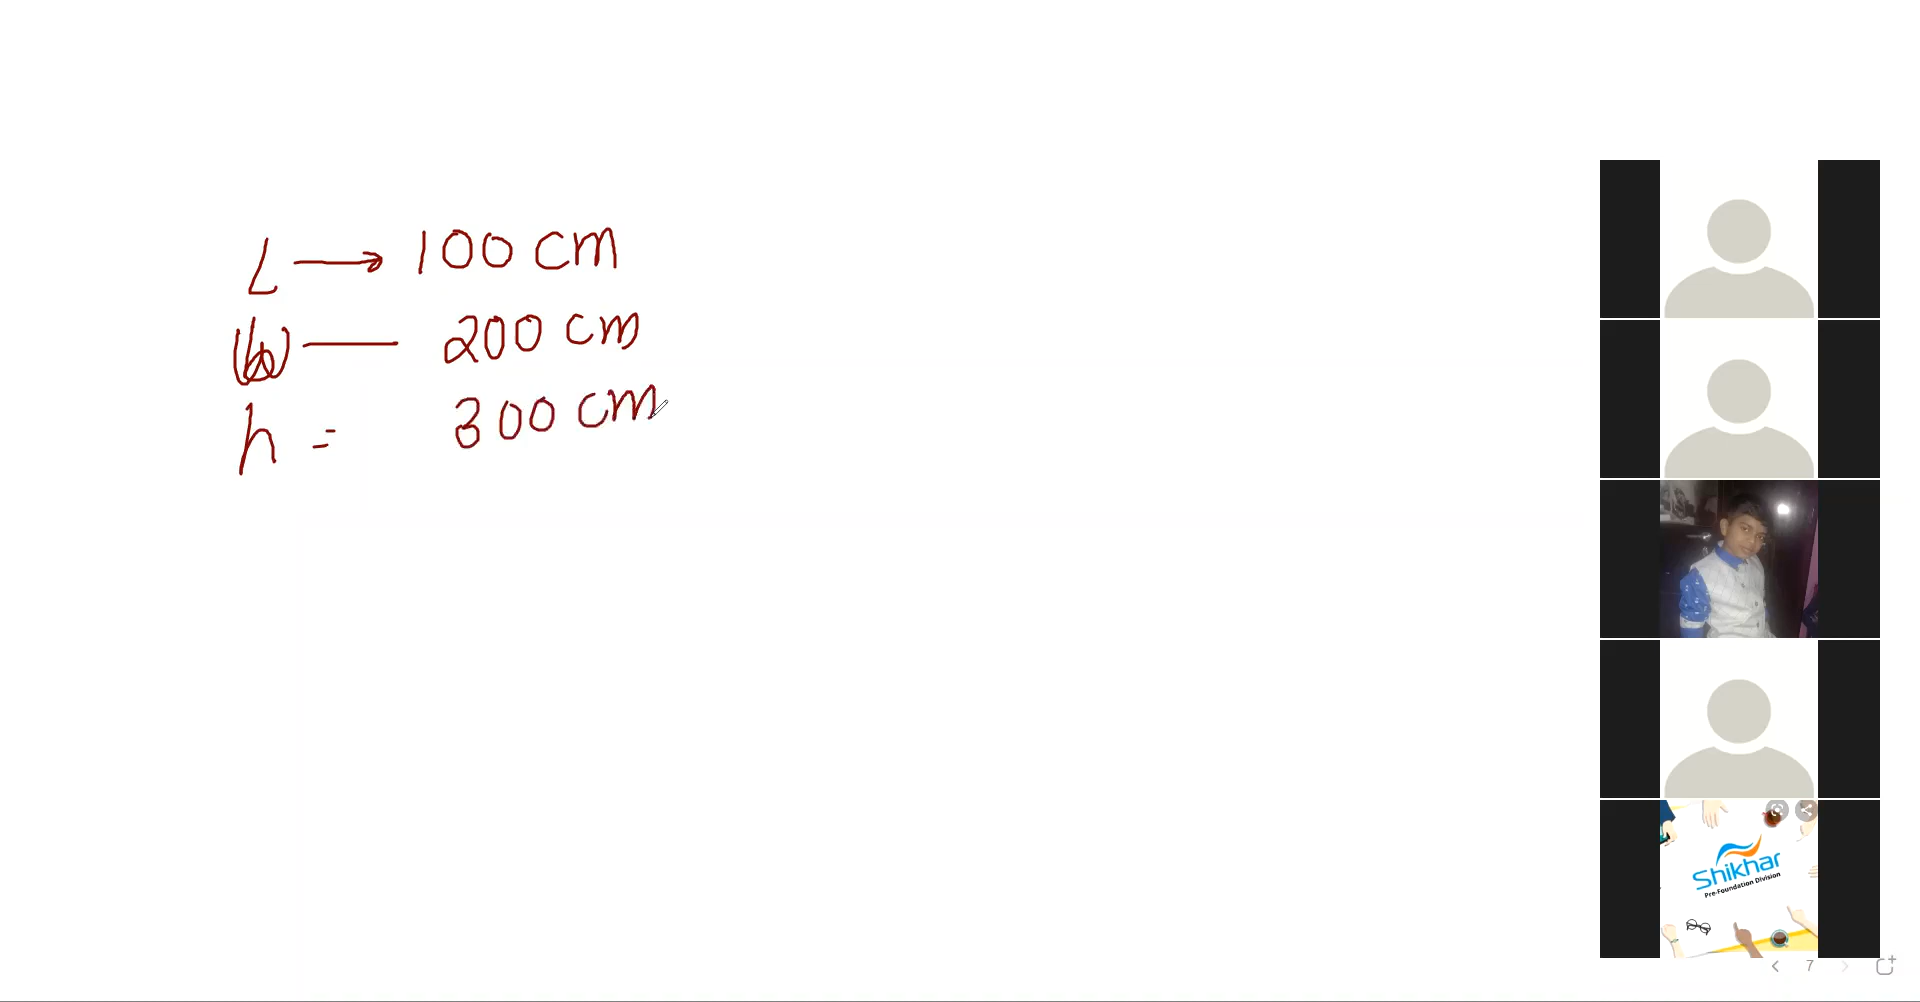 L → 100 cm
(b) — 200 cm
h = 300 cm
Shikhar
Pre-Foundation Division
< 7 >